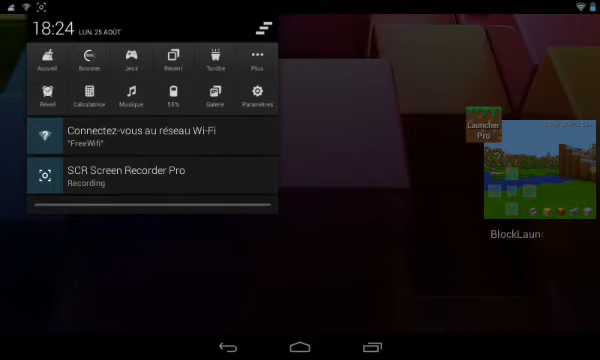 18:24 LUN. 25 AOÛT
Accueil Booster Jeux Récent Torche Plus
Réveil Calculatrice Musique 55% Galerie Paramètres
Connectez-vous au réseau Wi-Fi
"FreeWifi"
SCR Screen Recorder Pro
Recording
Launcher
Pro
BlockLaunc